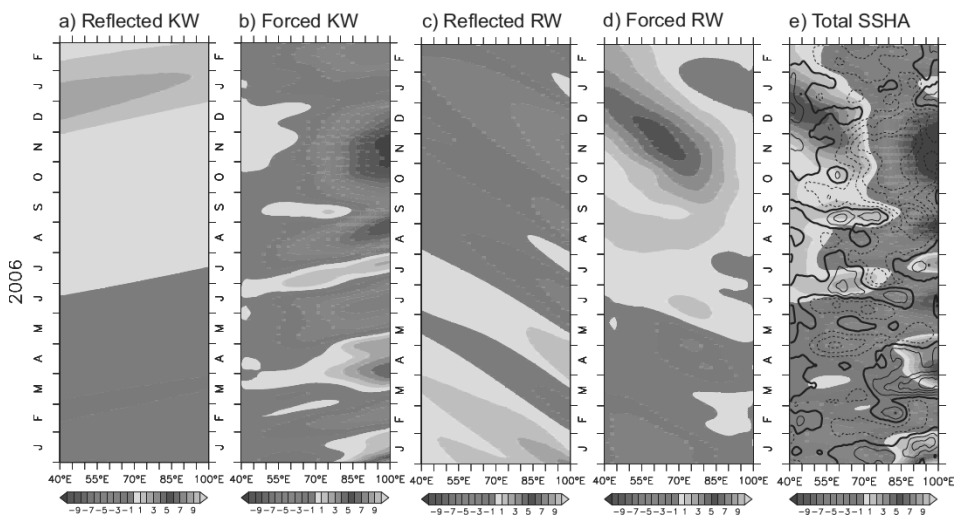 a) Reflected KW
b) Forced KW
c) Reflected RW
d) Forced RW
e) Total SSHA
F F F F F
J J J J J
D D D D D
N N N N N
O O O O O
S S S S S
A A A A A
J J J J J
J J J J J
M M M M M
A A A A A
M M M M M
F F F F F
J J J J J
2006
40°E 55°E 70°E 85°E 100°E
40°E 55°E 70°E 85°E 100°E
40°E 55°E 70°E 85°E 100°E
40°E 55°E 70°E 85°E 100°E
40°E 55°E 70°E 85°E 100°E
-9 -7 -5 -3 -1 1 3 5 7 9
-9 -7 -5 -3 -1 1 3 5 7 9
-9 -7 -5 -3 -1 1 3 5 7 9
-9 -7 -5 -3 -1 1 3 5 7 9
-9 -7 -5 -3 -1 1 3 5 7 9